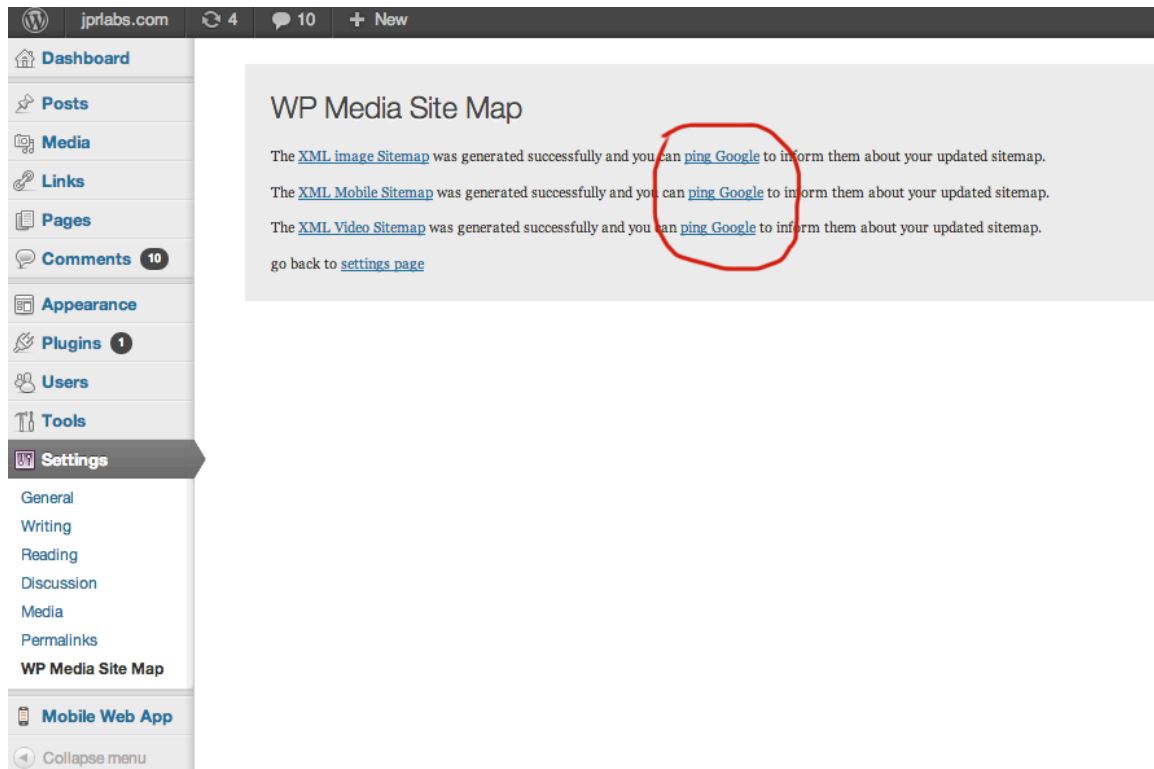 jprlabs.com 4 10 + New
Dashboard
Posts
Media
Links
Pages
Comments 10
Appearance
Plugins 1
Users
Tools
Settings
General
Writing
Reading
Discussion
Media
Permalinks
WP Media Site Map
Mobile Web App
Collapse menu
WP Media Site Map
The XML image Sitemap was generated successfully and you can ping Google to inform them about your updated sitemap.
The XML Mobile Sitemap was generated successfully and you can ping Google to inform them about your updated sitemap.
The XML Video Sitemap was generated successfully and you can ping Google to inform them about your updated sitemap.
go back to settings page